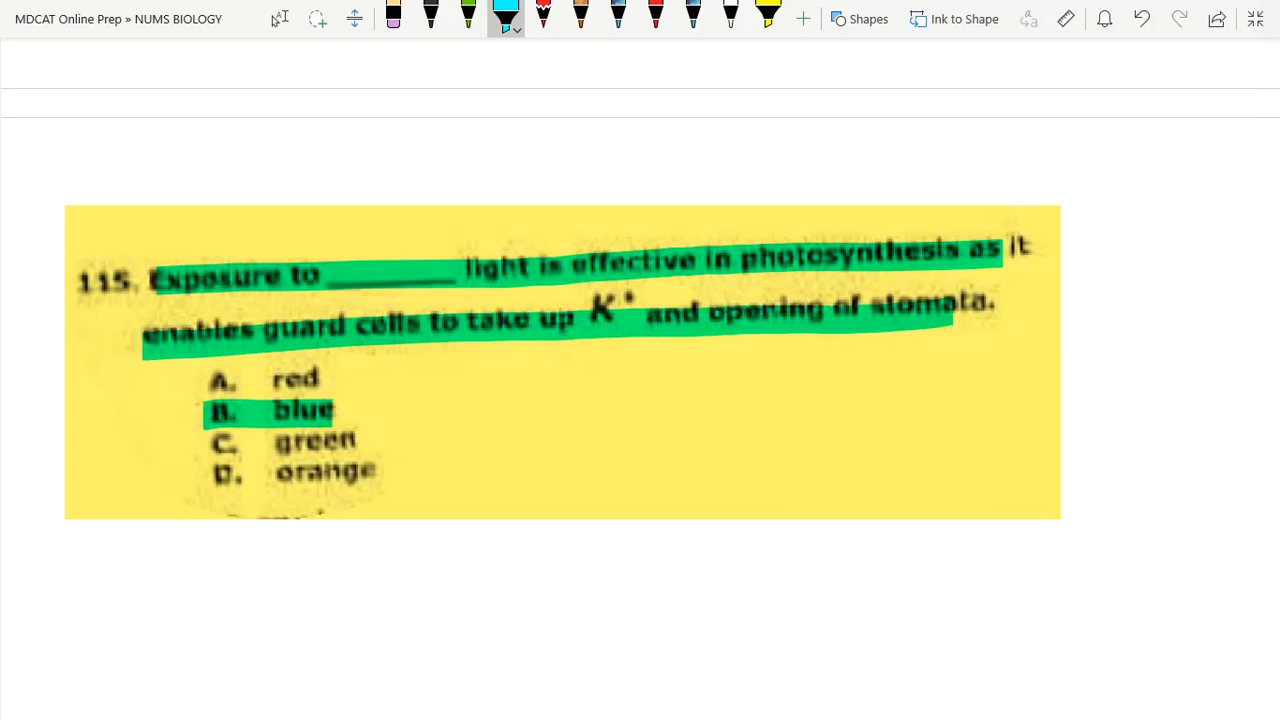 MDCAT Online Prep » NUMS BIOLOGY
Shapes
Ink to Shape
115. Exposure to ________ light is effective in photosynthesis as it
enables guard cells to take up K+ and opening of stomata.
A. red
B. blue
C. green
D. orange